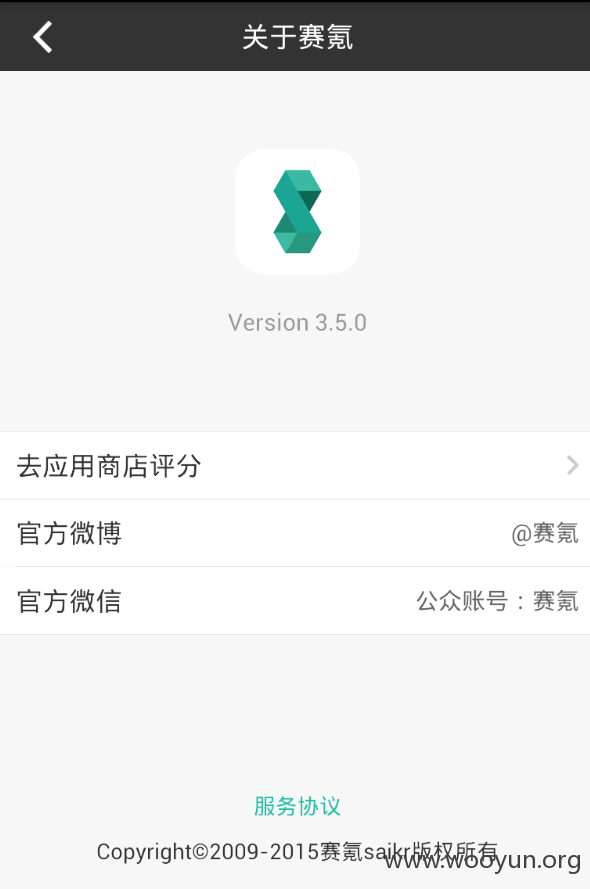 关于赛氪
Version 3.5.0
去应用商店评分
官方微博 @赛氪
官方微信 公众账号：赛氪
服务协议
Copyright©2009-2015赛氪saikr版权所有
www.wooyun.org